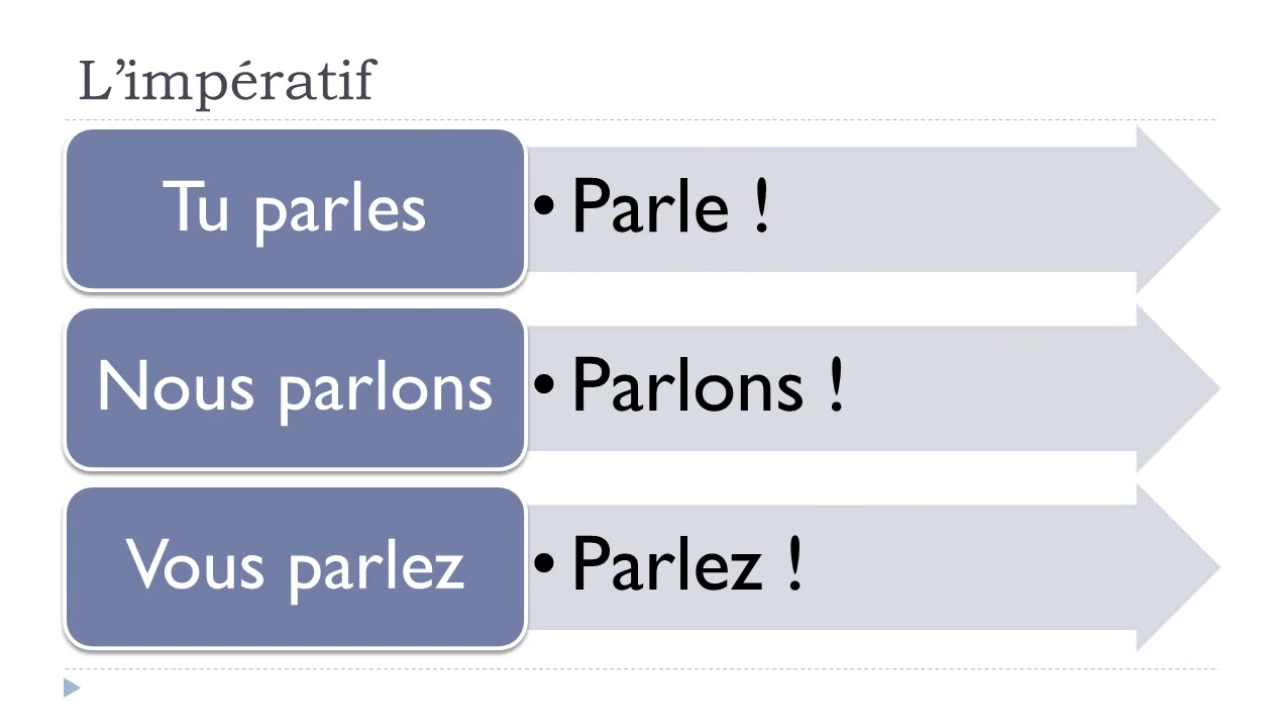 L’impératif
Tu parles
• Parle !
Nous parlons
• Parlons !
Vous parlez
• Parlez !